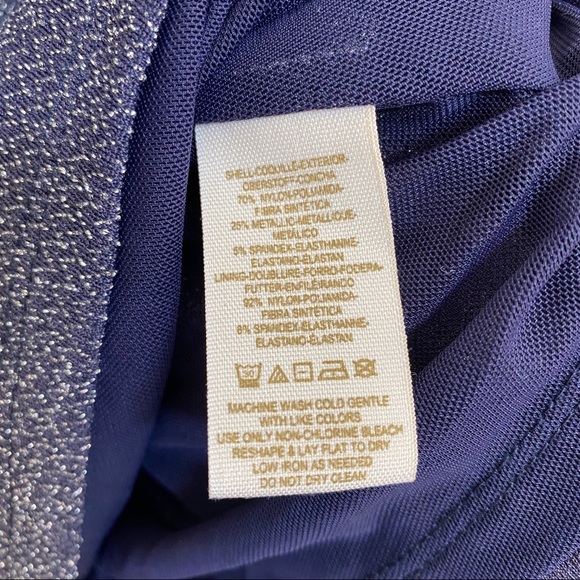 SHELL-COQUILLE-EXTERIOR-
OBERSTOFF-CONCHA
70% NYLON-POLIAMIDA-
FIBRA SINTÉTICA
25% METALLIC-METALLIQUE-
METÁLICO
5% SPANDEX-ELASTHANNE-
ELASTANO-ELASTAN
LINING-DOUBLURE-FORRO-FODERA-
FUTTER-ENFILEIRANCO
92% NYLON-POLIAMIDA-
FIBRA SINTÉTICA
8% SPANDEX-ELASTHANNE-
ELASTANO-ELASTAN
MACHINE WASH COLD GENTLE
WITH LIKE COLORS
USE ONLY NON-CHLORINE BLEACH
RESHAPE & LAY FLAT TO DRY
LOW IRON AS NEEDED
DO NOT DRY CLEAN